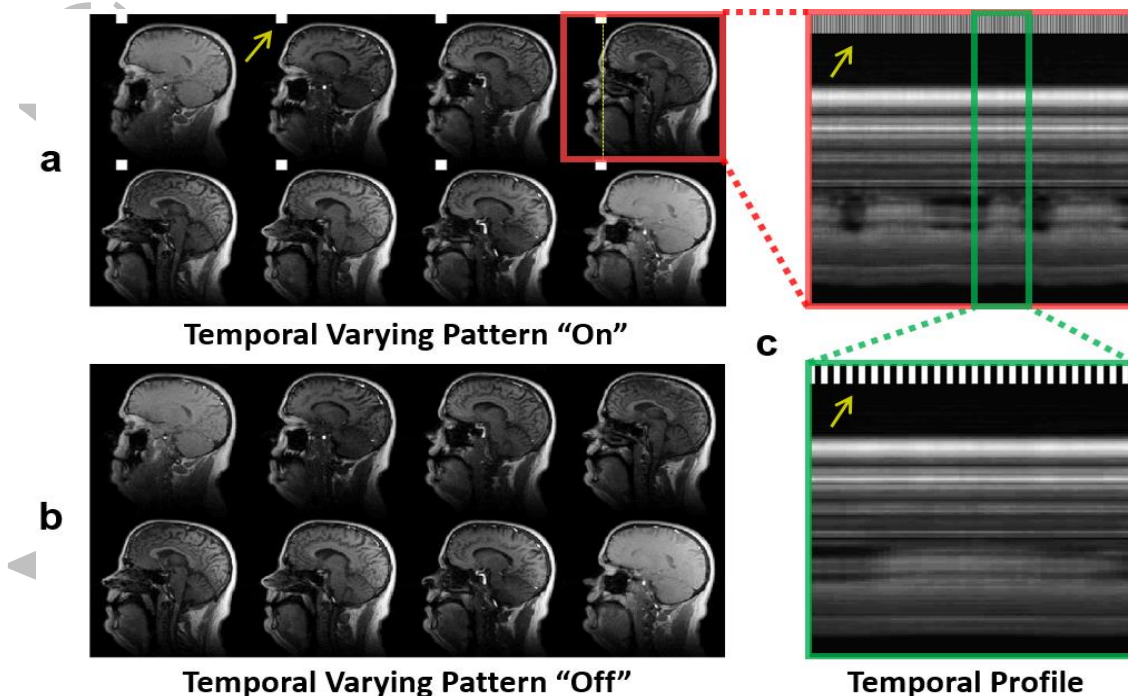 a
Temporal Varying Pattern “On”
c
b
Temporal Varying Pattern “Off”
Temporal Profile